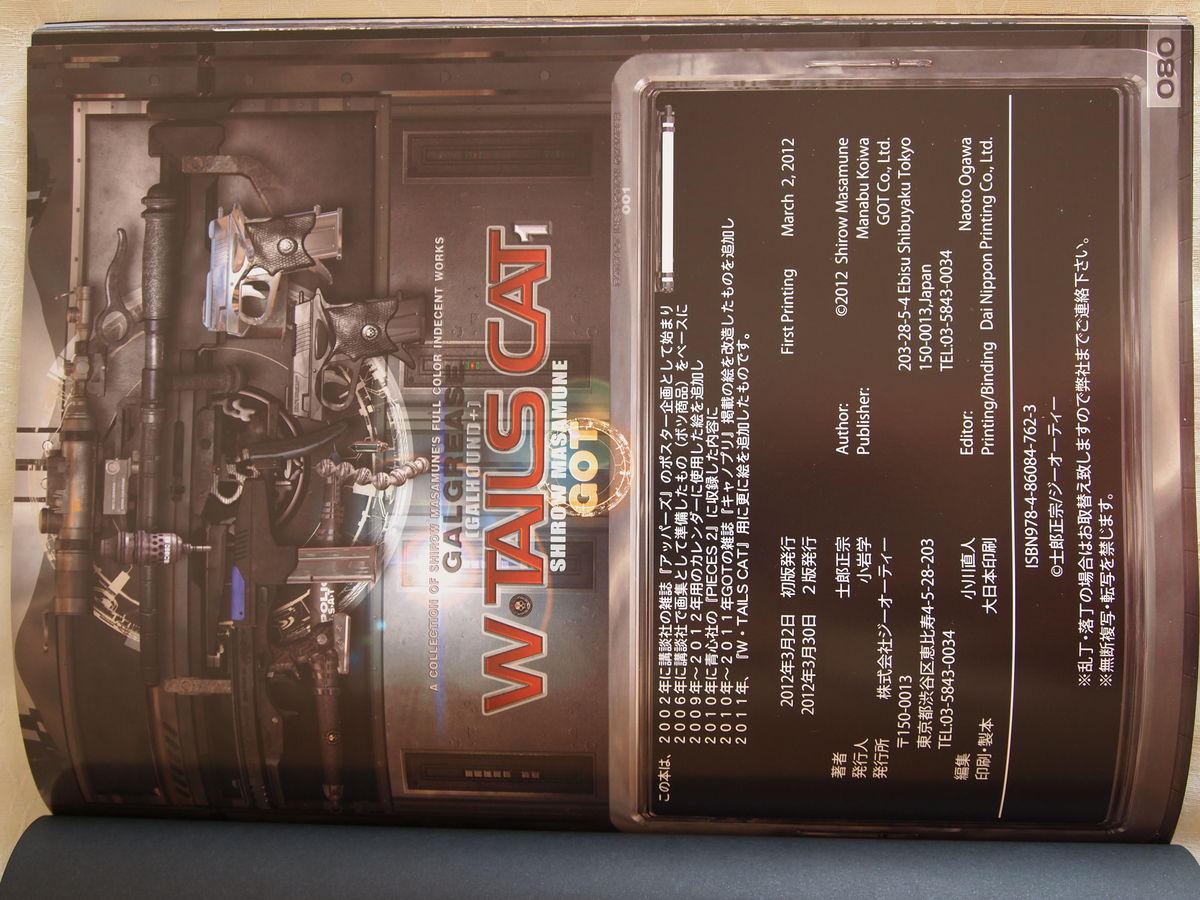 A COLLECTION OF SHIROW MASAMUNE'S FULL COLOR INDECENT WORKS
GALGREASE
[GALHOUND+]
W・TAILS CAT 1
SHIROW MASAMUNE
GOT
001
この本は、2002年に講談社の雑誌『アッパーズ』のポスター企画として始まり
2006年に講談社で画集として準備したもの（ボツ商品）をベースに
2009年〜2012年用のカレンダーに使用した絵を追加し
2010年に青心社の『PIECES 2』に収録した内容に
2010年〜2011年GOTの雑誌『キャノプリ』掲載の絵を改造したものを追加し
2011年、『W・TAILS CAT』用に更に絵を追加したものです。
2012年3月2日 初版発行
2012年3月30日 2版発行
First Printing March 2, 2012
著者 士郎正宗
発行人 小岩学
発行所 株式会社ジーオーティー
〒150-0013
東京都渋谷区恵比寿4-5-28-203
TEL:03-5843-0034
編集 小川直人
印刷・製本 大日本印刷
©2012 Shirow Masamune
Author: Manabu Koiwa
Publisher: GOT Co., Ltd.
203-28-5-4 Ebisu Shibuyaku Tokyo
150-0013,Japan
TEL:03-5843-0034
Editor: Naoto Ogawa
Printing/Binding Dai Nippon Printing Co., Ltd.
ISBN978-4-86084-762-3
©士郎正宗/ジーオーティー
※乱丁・落丁の場合はお取替え致しますので弊社までご連絡下さい。
※無断複写・転写を禁じます。
080